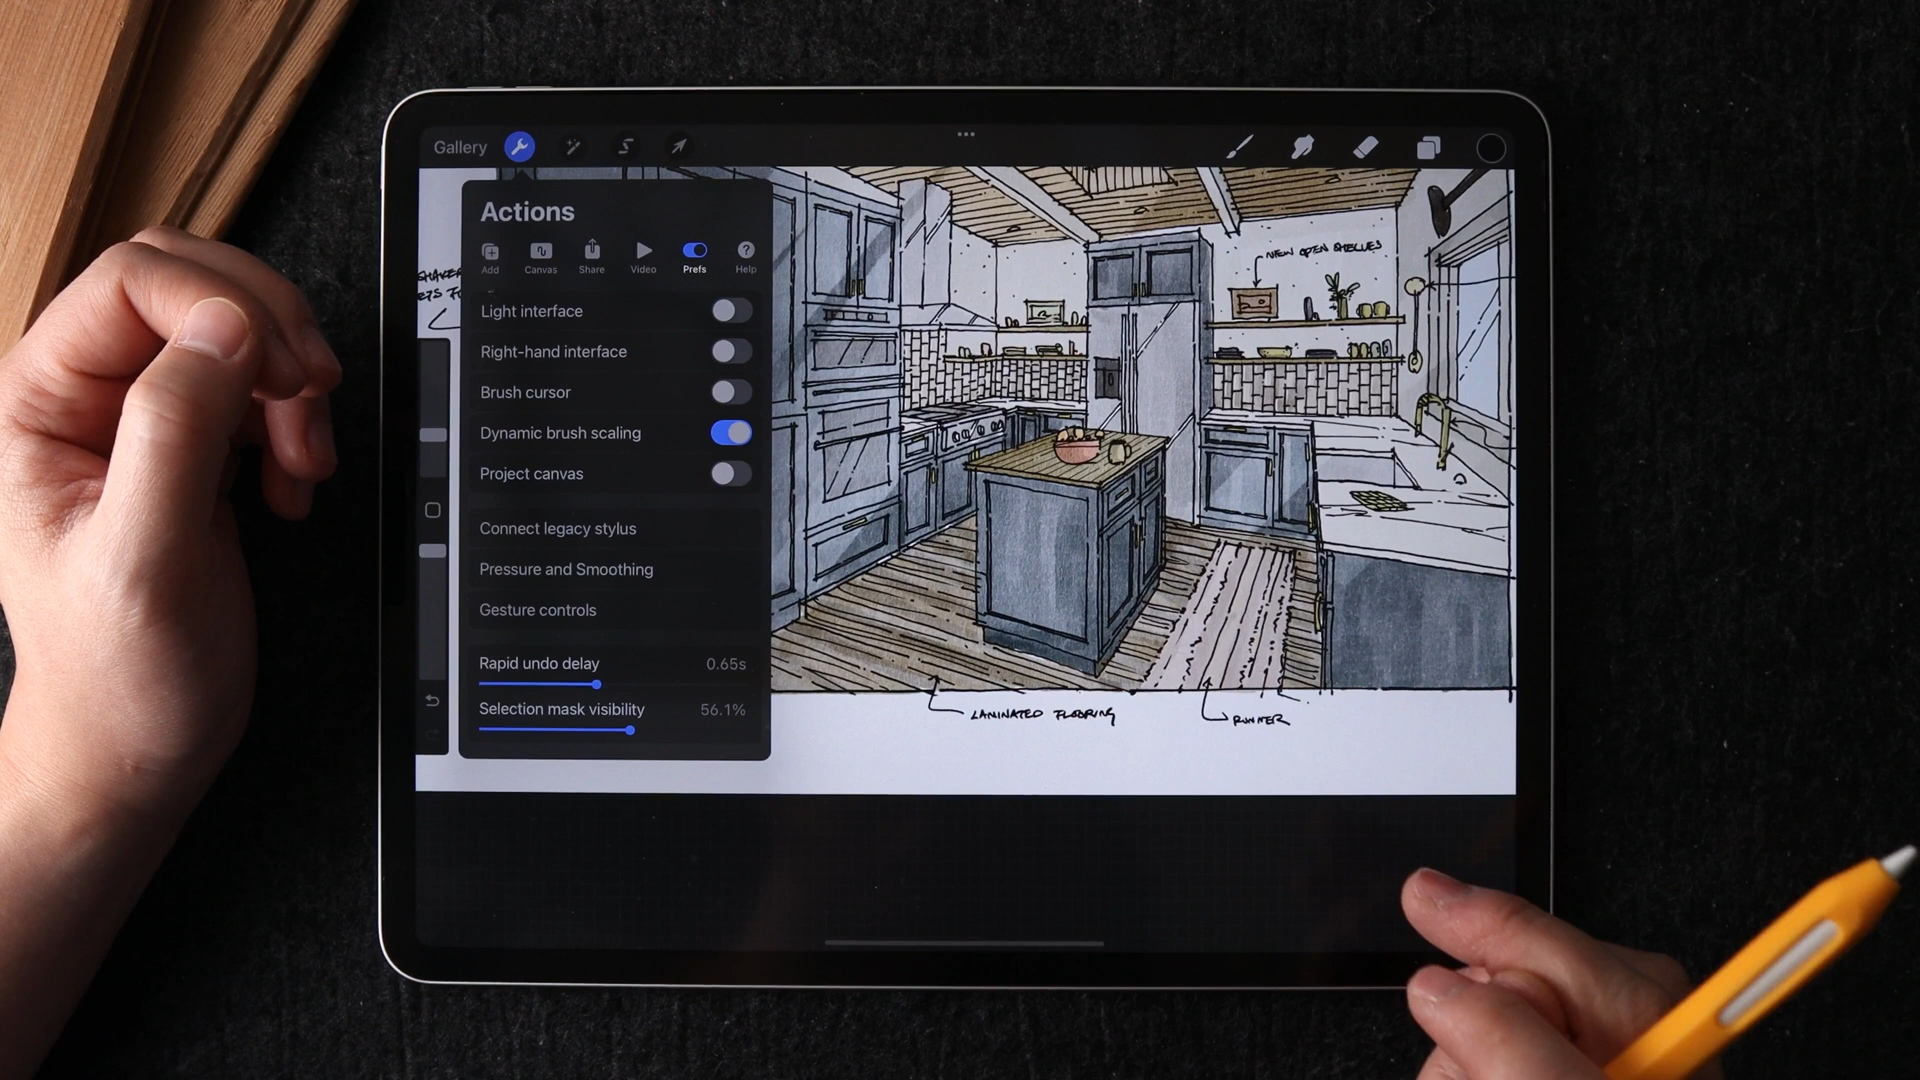 Gallery
Actions
Add
Canvas
Share
Video
Prefs
Help
Light interface
Right-hand interface
Brush cursor
Dynamic brush scaling
Project canvas
Connect legacy stylus
Pressure and Smoothing
Gesture controls
Rapid undo delay 0.65s
Selection mask visibility 56.1%
NEW OPEN SHELVES
LAMINATED FLOORING
RUNNER